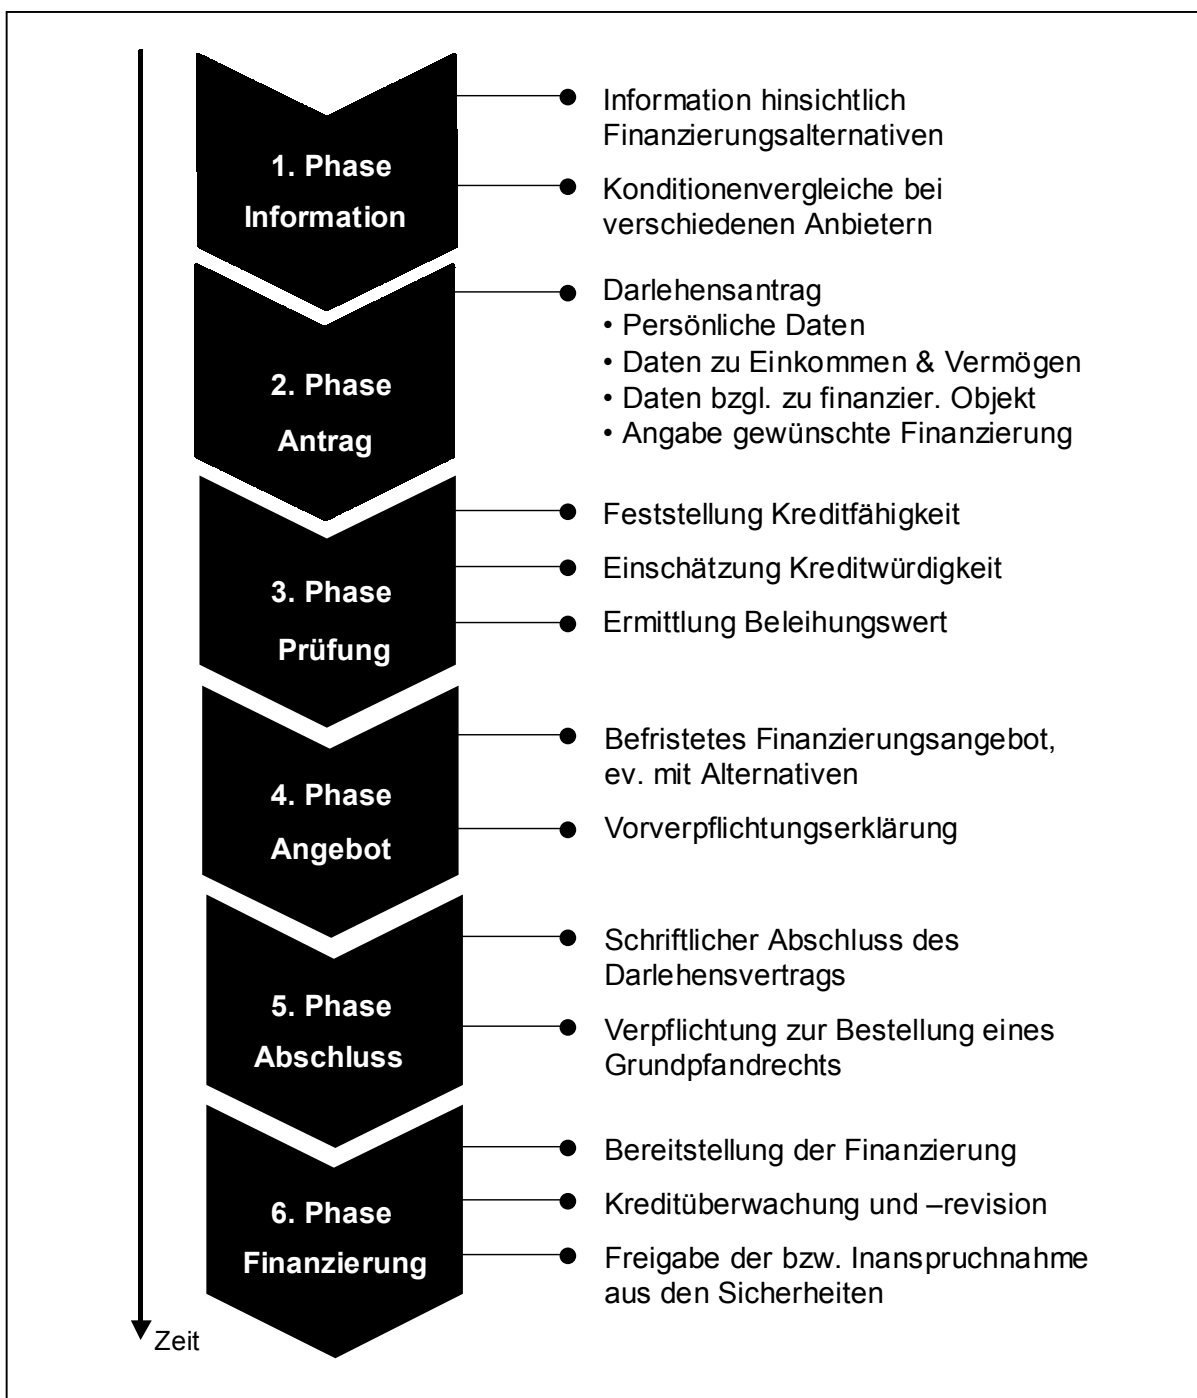 1. Phase
Information
Information hinsichtlich
Finanzierungsalternativen
Konditionenvergleiche bei
verschiedenen Anbietern
2. Phase
Antrag
Darlehensantrag
• Persönliche Daten
• Daten zu Einkommen & Vermögen
• Daten bzgl. zu finanzier. Objekt
• Angabe gewünschte Finanzierung
3. Phase
Prüfung
Feststellung Kreditfähigkeit
Einschätzung Kreditwürdigkeit
Ermittlung Beleihungswert
4. Phase
Angebot
Befristetes Finanzierungsangebot,
ev. mit Alternativen
Vorverpflichtungserklärung
5. Phase
Abschluss
Schriftlicher Abschluss des
Darlehensvertrags
Verpflichtung zur Bestellung eines
Grundpfandrechts
6. Phase
Finanzierung
Bereitstellung der Finanzierung
Kreditüberwachung und –revision
Freigabe der bzw. Inanspruchnahme
aus den Sicherheiten
Zeit